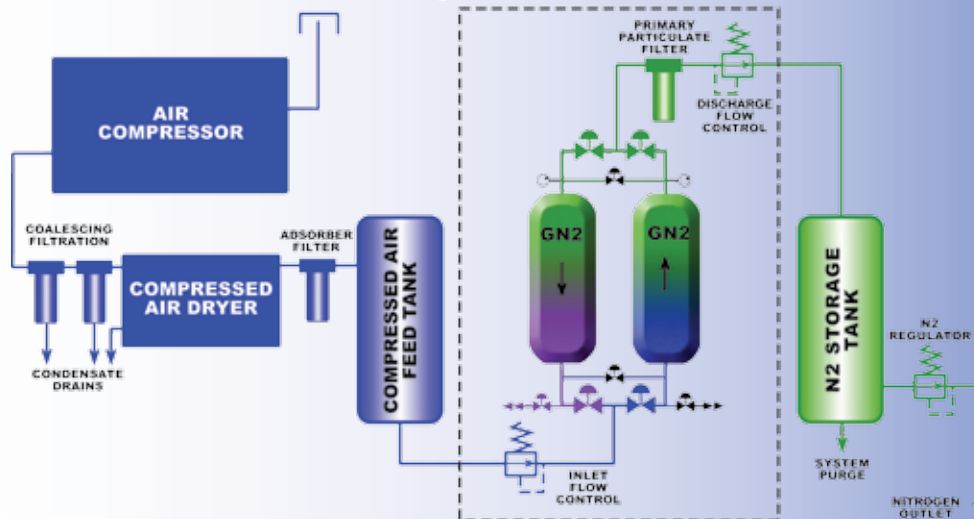 PRIMARY
PARTICULATE
FILTER
AIR
COMPRESSOR
DISCHARGE
FLOW
CONTROL
COALESCING
FILTRATION
ADSORBER
FILTER
GN2
GN2
COMPRESSED
AIR DRYER
COMPRESSED AIR
FEED TANK
N2 STORAGE
TANK
N2
REGULATOR
CONDENSATE
DRAINS
INLET
FLOW
CONTROL
SYSTEM
PURGE
NITROGEN
OUTLET